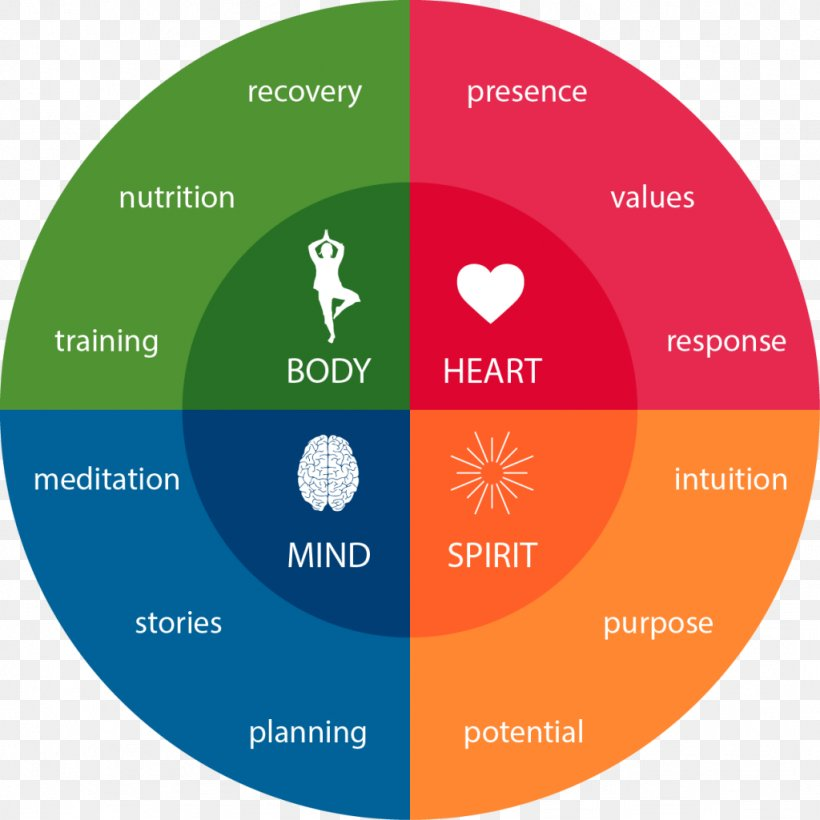 recovery
presence
nutrition
values
training
response
BODY
HEART
meditation
intuition
MIND
SPIRIT
stories
purpose
planning
potential